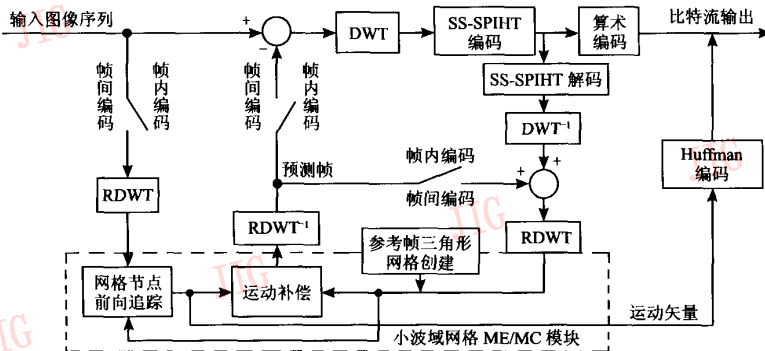 输入图像序列
+
−
DWT
SS-SPIHT
编码
算术
编码
比特流输出
帧间编码
帧内编码
帧间编码
帧内编码
SS-SPIHT 解码
DWT⁻¹
Huffman
编码
预测帧
帧内编码
帧间编码
+
+
RDWT
RDWT⁻¹
参考帧三角形
网格创建
RDWT
网格节点
前向追踪
运动补偿
运动矢量
小波域网格 ME/MC 模块
JIG
JIG
JIG
JIG
JIG